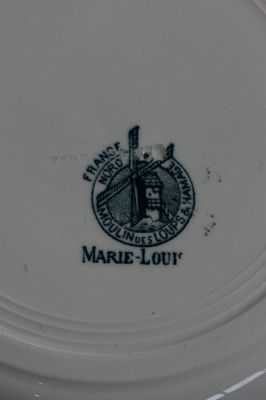 FRANCE
NORD
MOULIN DES LOUPS & HAMAGE
MARIE-LOUI